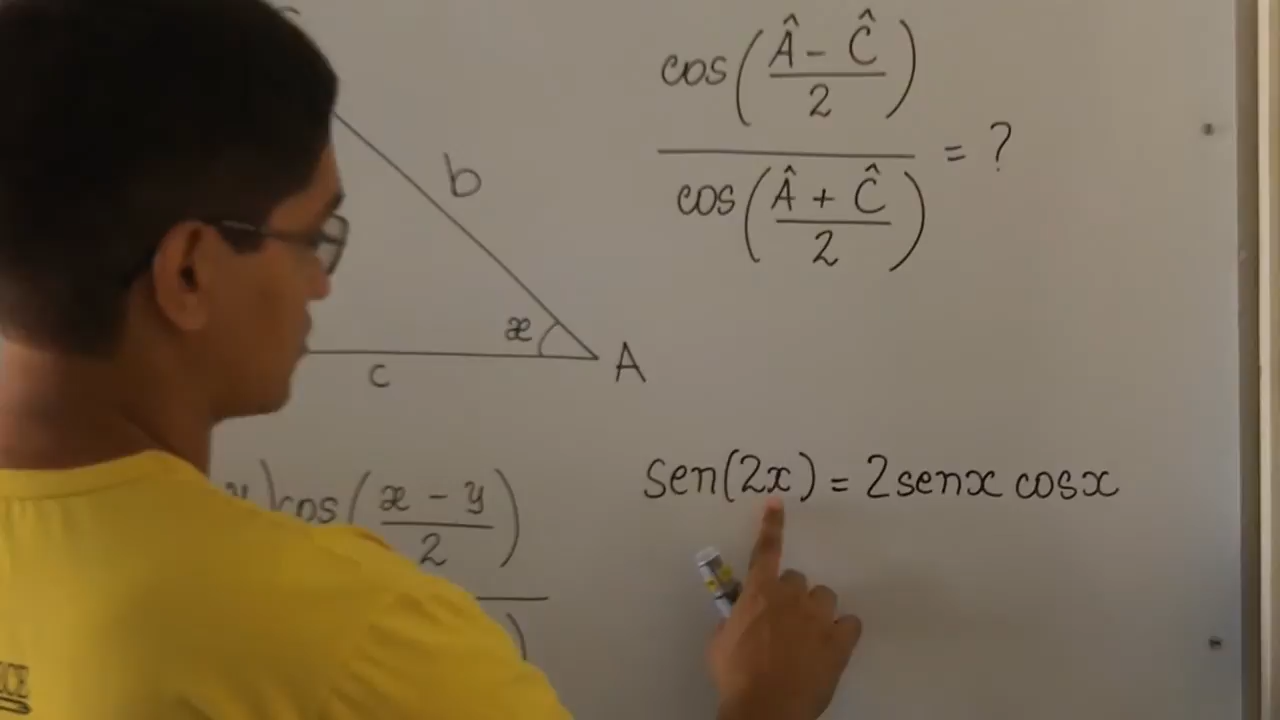 cos(Â - Ĉ / 2) / cos(Â + Ĉ / 2) = ?
b
x
A
c
cos(x - y / 2)
sen(2x) = 2senx cosx